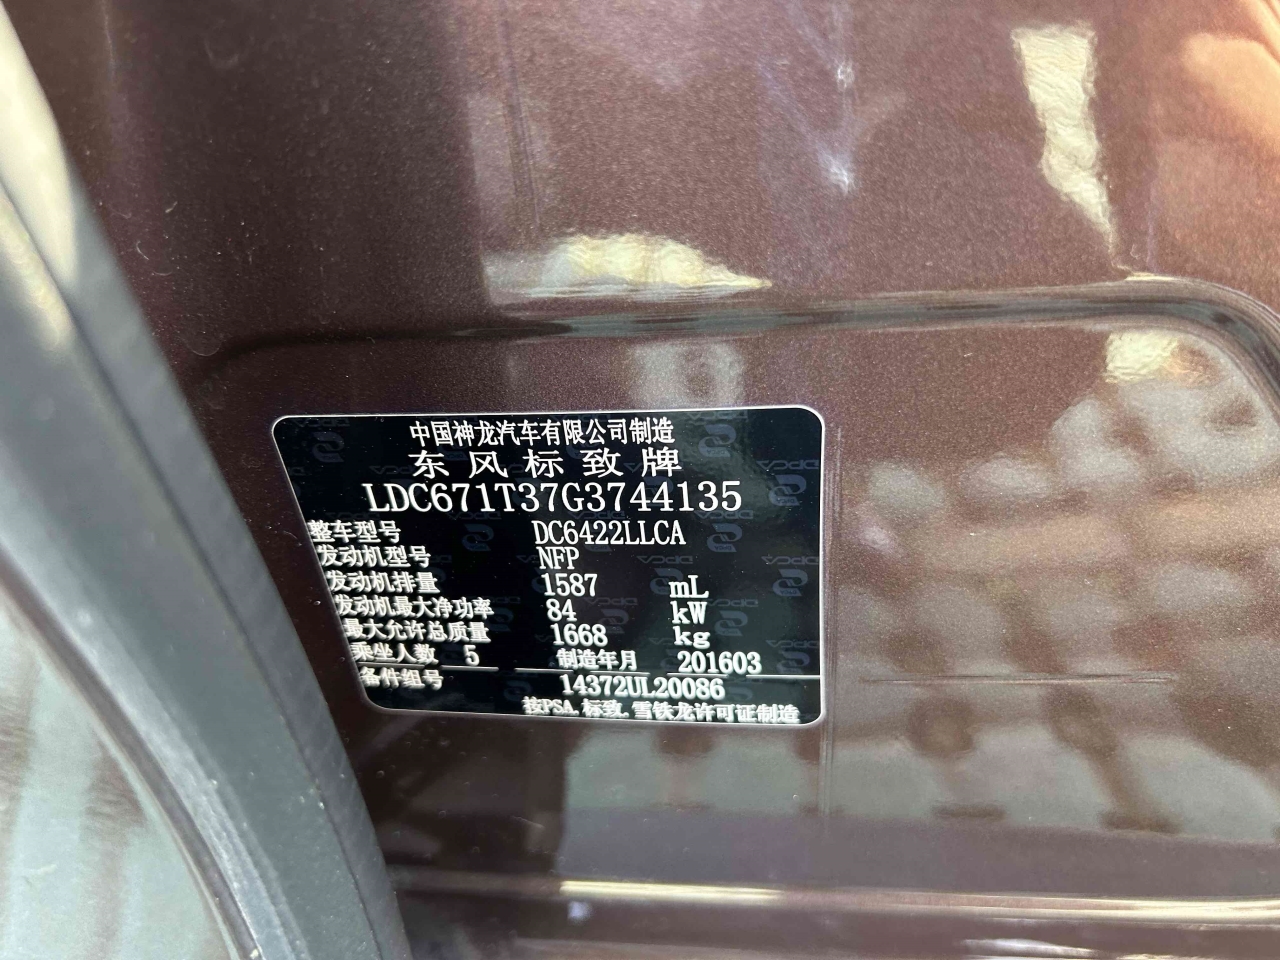 中国神龙汽车有限公司制造
东风标致牌
LDC671T37G3744135
整车型号 DC6422LLCA
发动机型号 NFP
发动机排量 1587 mL
发动机最大净功率 84 kW
最大允许总质量 1668 kg
乘坐人数 5 制造年月 201603
备件组号 14372UL20086
按PSA.标致.雪铁龙许可证制造
DPCA